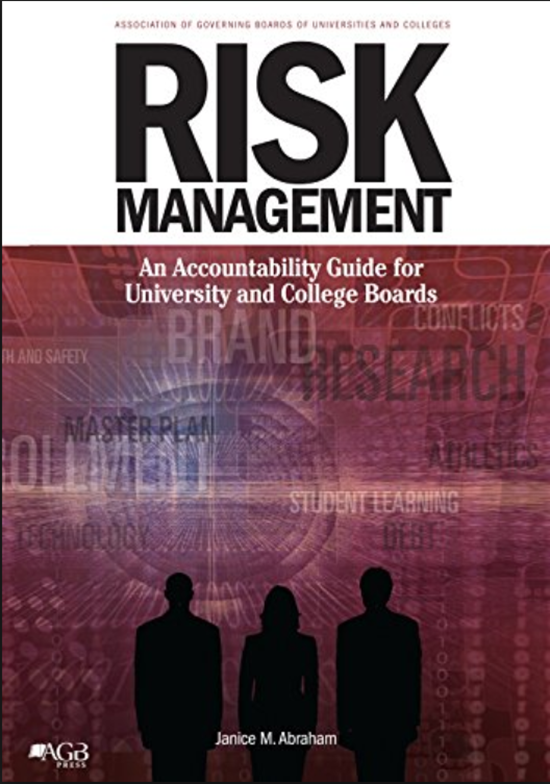 ASSOCIATION OF GOVERNING BOARDS OF UNIVERSITIES AND COLLEGES
RISK
MANAGEMENT
An Accountability Guide for
University and College Boards
CONFLICTS
BRAND
TH AND SAFETY
RESEARCH
MASTER PLAN
ATHLETICS
STUDENT LEARNING
TECHNOLOGY
DEBT
Janice M. Abraham
AGB
PRESS